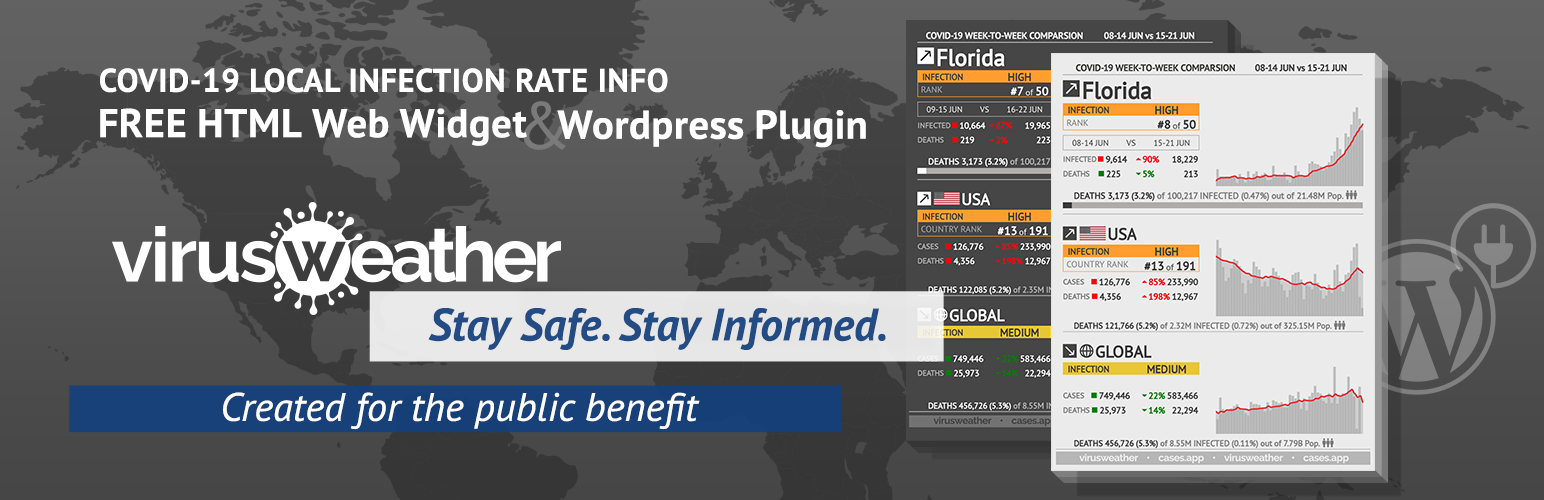 COVID-19 LOCAL INFECTION RATE INFO
FREE HTML Web Widget & Wordpress Plugin
virusweather
Stay Safe. Stay Informed.
Created for the public benefit
COVID-19 WEEK-TO-WEEK COMPARSION 08-14 JUN vs 15-21 JUN
Florida
INFECTION HIGH
RANK #7 of 50
09-15 JUN VS 16-22 JUN
INFECTED 10,664 19,965
DEATHS 219 223
DEATHS 3,173 (3.2%) of 100,217
USA
INFECTION HIGH
COUNTRY RANK #13 of 191
CASES 126,776 233,990
DEATHS 4,356 198% 12,967
DEATHS 122,085 (5.2%) of 2.35M IN
GLOBAL
INFECTION MEDIUM
CASES 749,446 583,466
DEATHS 25,973 22,294
DEATHS 456,726 (5.3%) of 8.55M IN
virusweather · cases.app
COVID-19 WEEK-TO-WEEK COMPARSION 08-14 JUN vs 15-21 JUN
Florida
INFECTION HIGH
RANK #8 of 50
08-14 JUN VS 15-21 JUN
INFECTED 9,614 90% 18,229
DEATHS 225 5% 213
DEATHS 3,173 (3.2%) of 100,217 INFECTED (0.47%) out of 21.48M Pop.
USA
INFECTION HIGH
COUNTRY RANK #13 of 191
CASES 126,776 85% 233,990
DEATHS 4,356 198% 12,967
DEATHS 121,766 (5.2%) of 2.32M INFECTED (0.72%) out of 325.15M Pop.
GLOBAL
INFECTION MEDIUM
CASES 749,446 22% 583,466
DEATHS 25,973 14% 22,294
DEATHS 456,726 (5.3%) of 8.55M INFECTED (0.11%) out of 7.79B Pop.
virusweather · cases.app · virusweather · cases.app
W